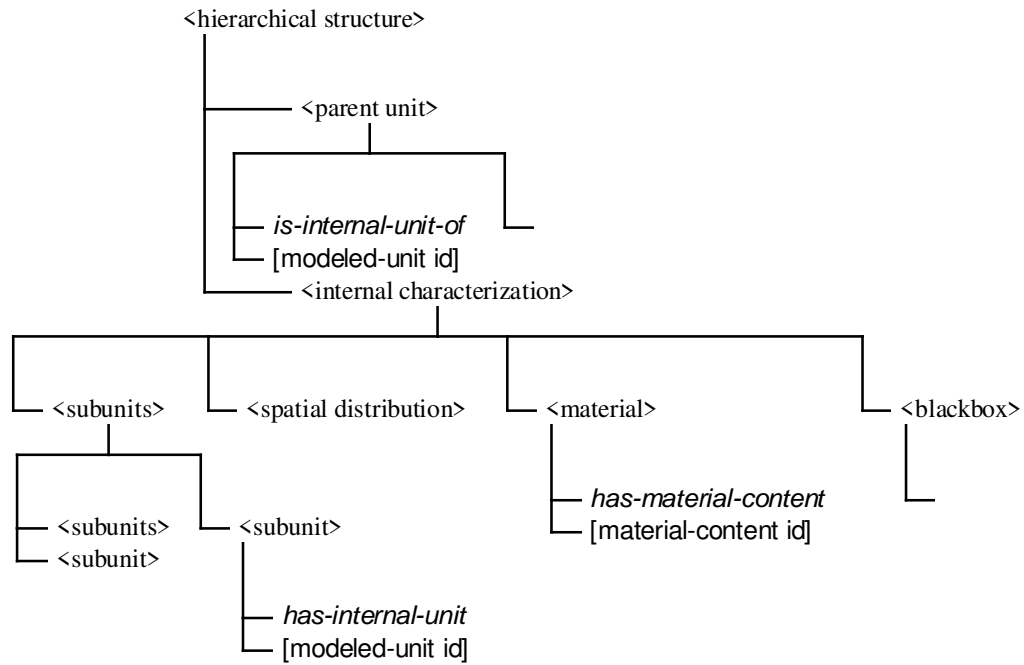 <hierarchical structure>
<parent unit>
is-internal-unit-of
[modeled-unit id]
<internal characterization>
<subunits> <spatial distribution> <material> <blackbox>
has-material-content
[material-content id]
<subunits> <subunit>
<subunit>
has-internal-unit
[modeled-unit id]